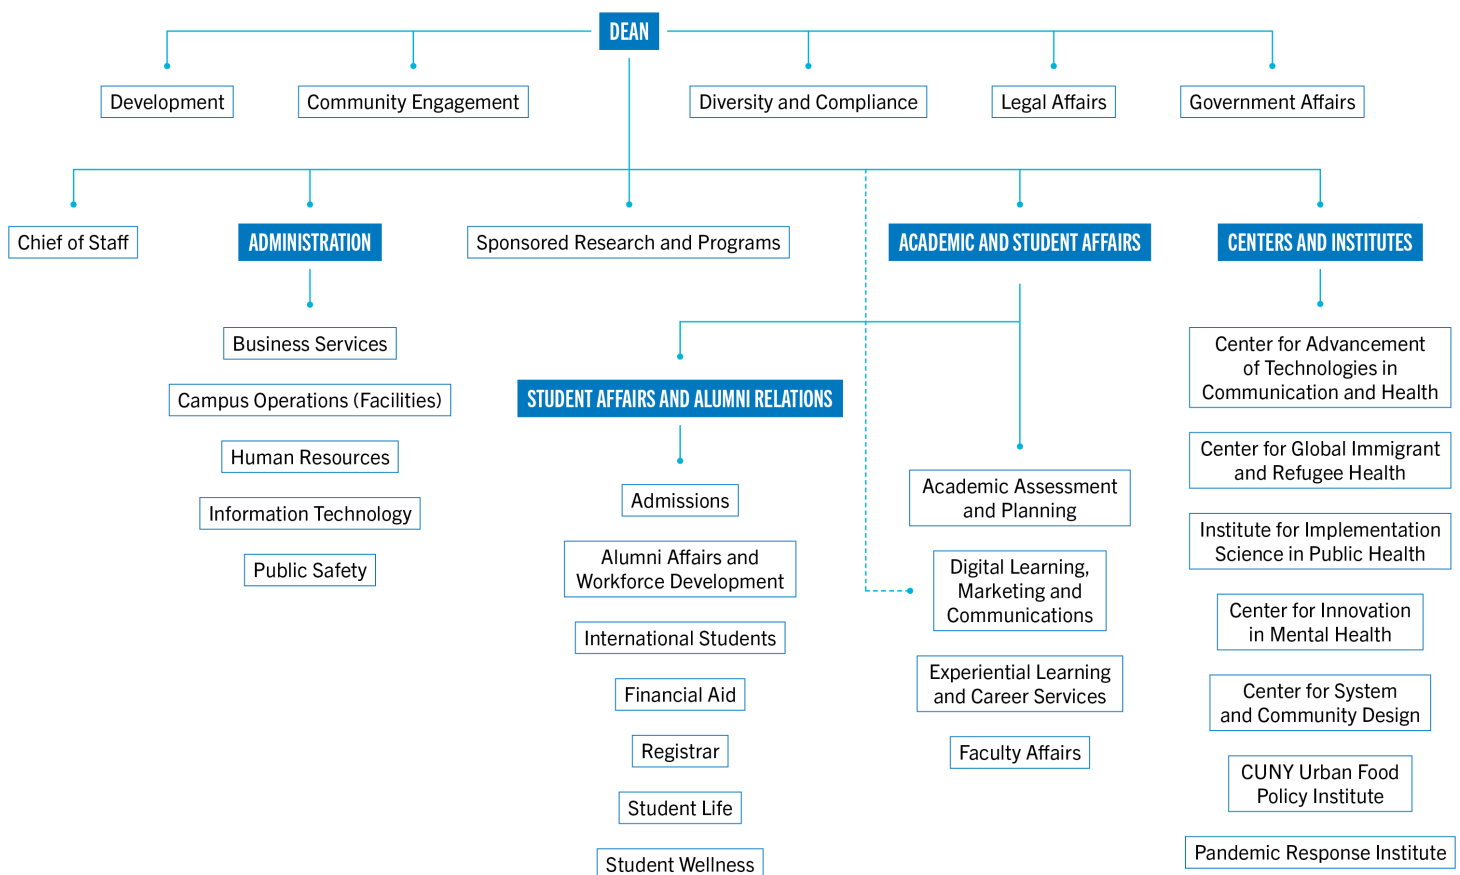 DEAN
Development
Community Engagement
Diversity and Compliance
Legal Affairs
Government Affairs
Chief of Staff
ADMINISTRATION
Sponsored Research and Programs
ACADEMIC AND STUDENT AFFAIRS
CENTERS AND INSTITUTES
Business Services
Campus Operations (Facilities)
Human Resources
Information Technology
Public Safety
STUDENT AFFAIRS AND ALUMNI RELATIONS
Admissions
Alumni Affairs and
Workforce Development
International Students
Financial Aid
Registrar
Student Life
Student Wellness
Academic Assessment
and Planning
Digital Learning,
Marketing and
Communications
Experiential Learning
and Career Services
Faculty Affairs
Center for Advancement
of Technologies in
Communication and Health
Center for Global Immigrant
and Refugee Health
Institute for Implementation
Science in Public Health
Center for Innovation
in Mental Health
Center for System
and Community Design
CUNY Urban Food
Policy Institute
Pandemic Response Institute